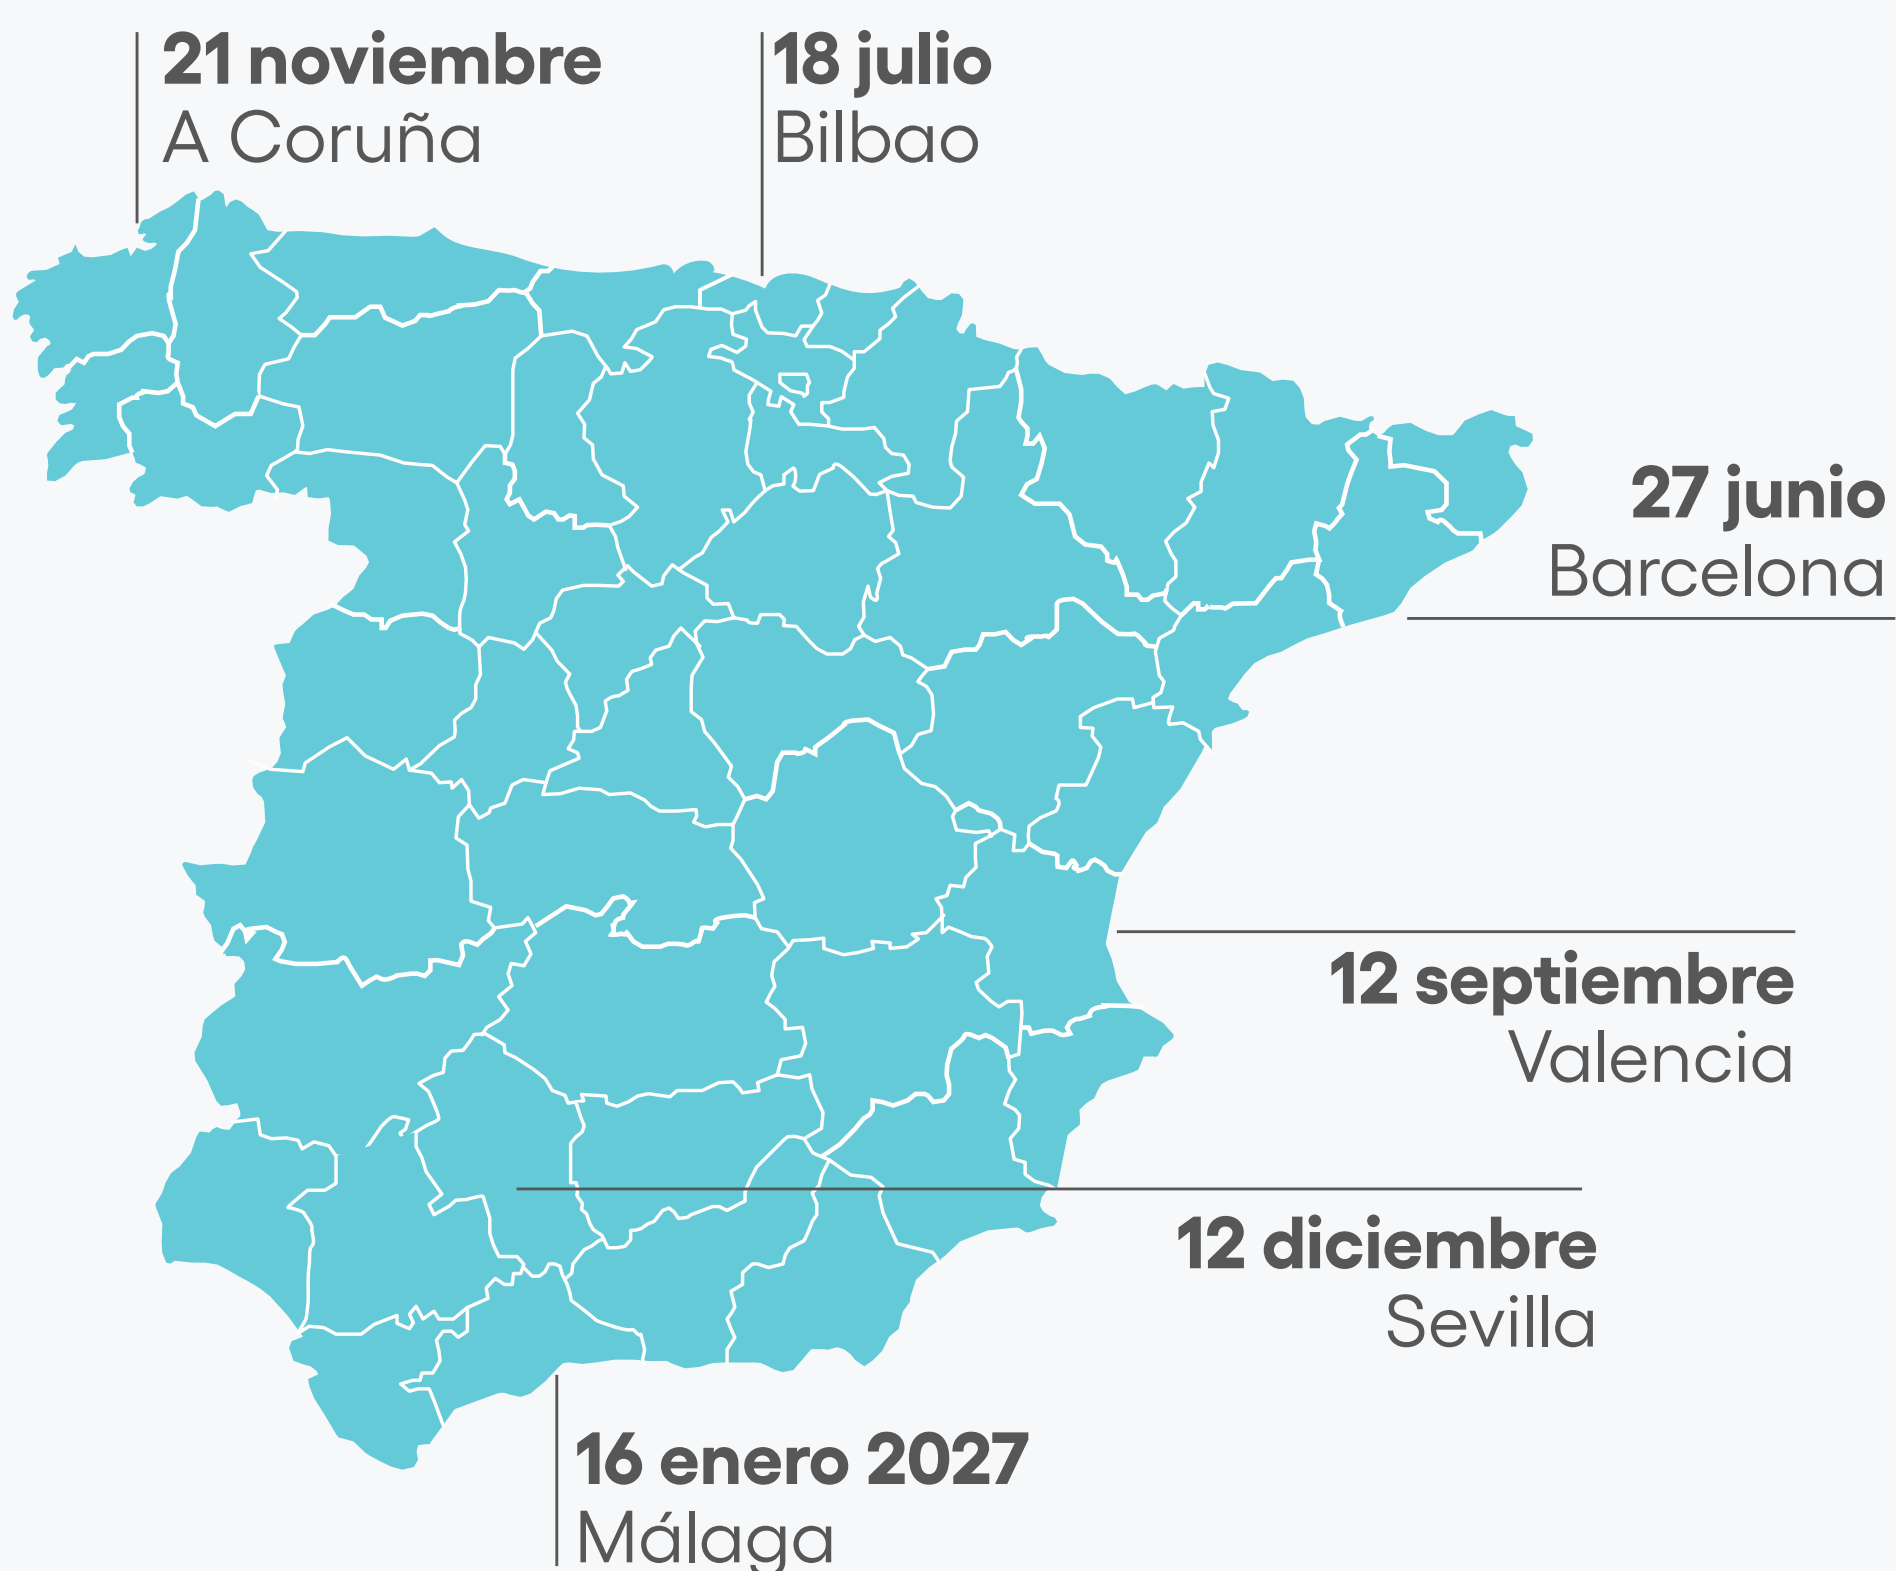 21 noviembre
A Coruña
18 julio
Bilbao
27 junio
Barcelona
12 septiembre
Valencia
12 diciembre
Sevilla
16 enero 2027
Málaga